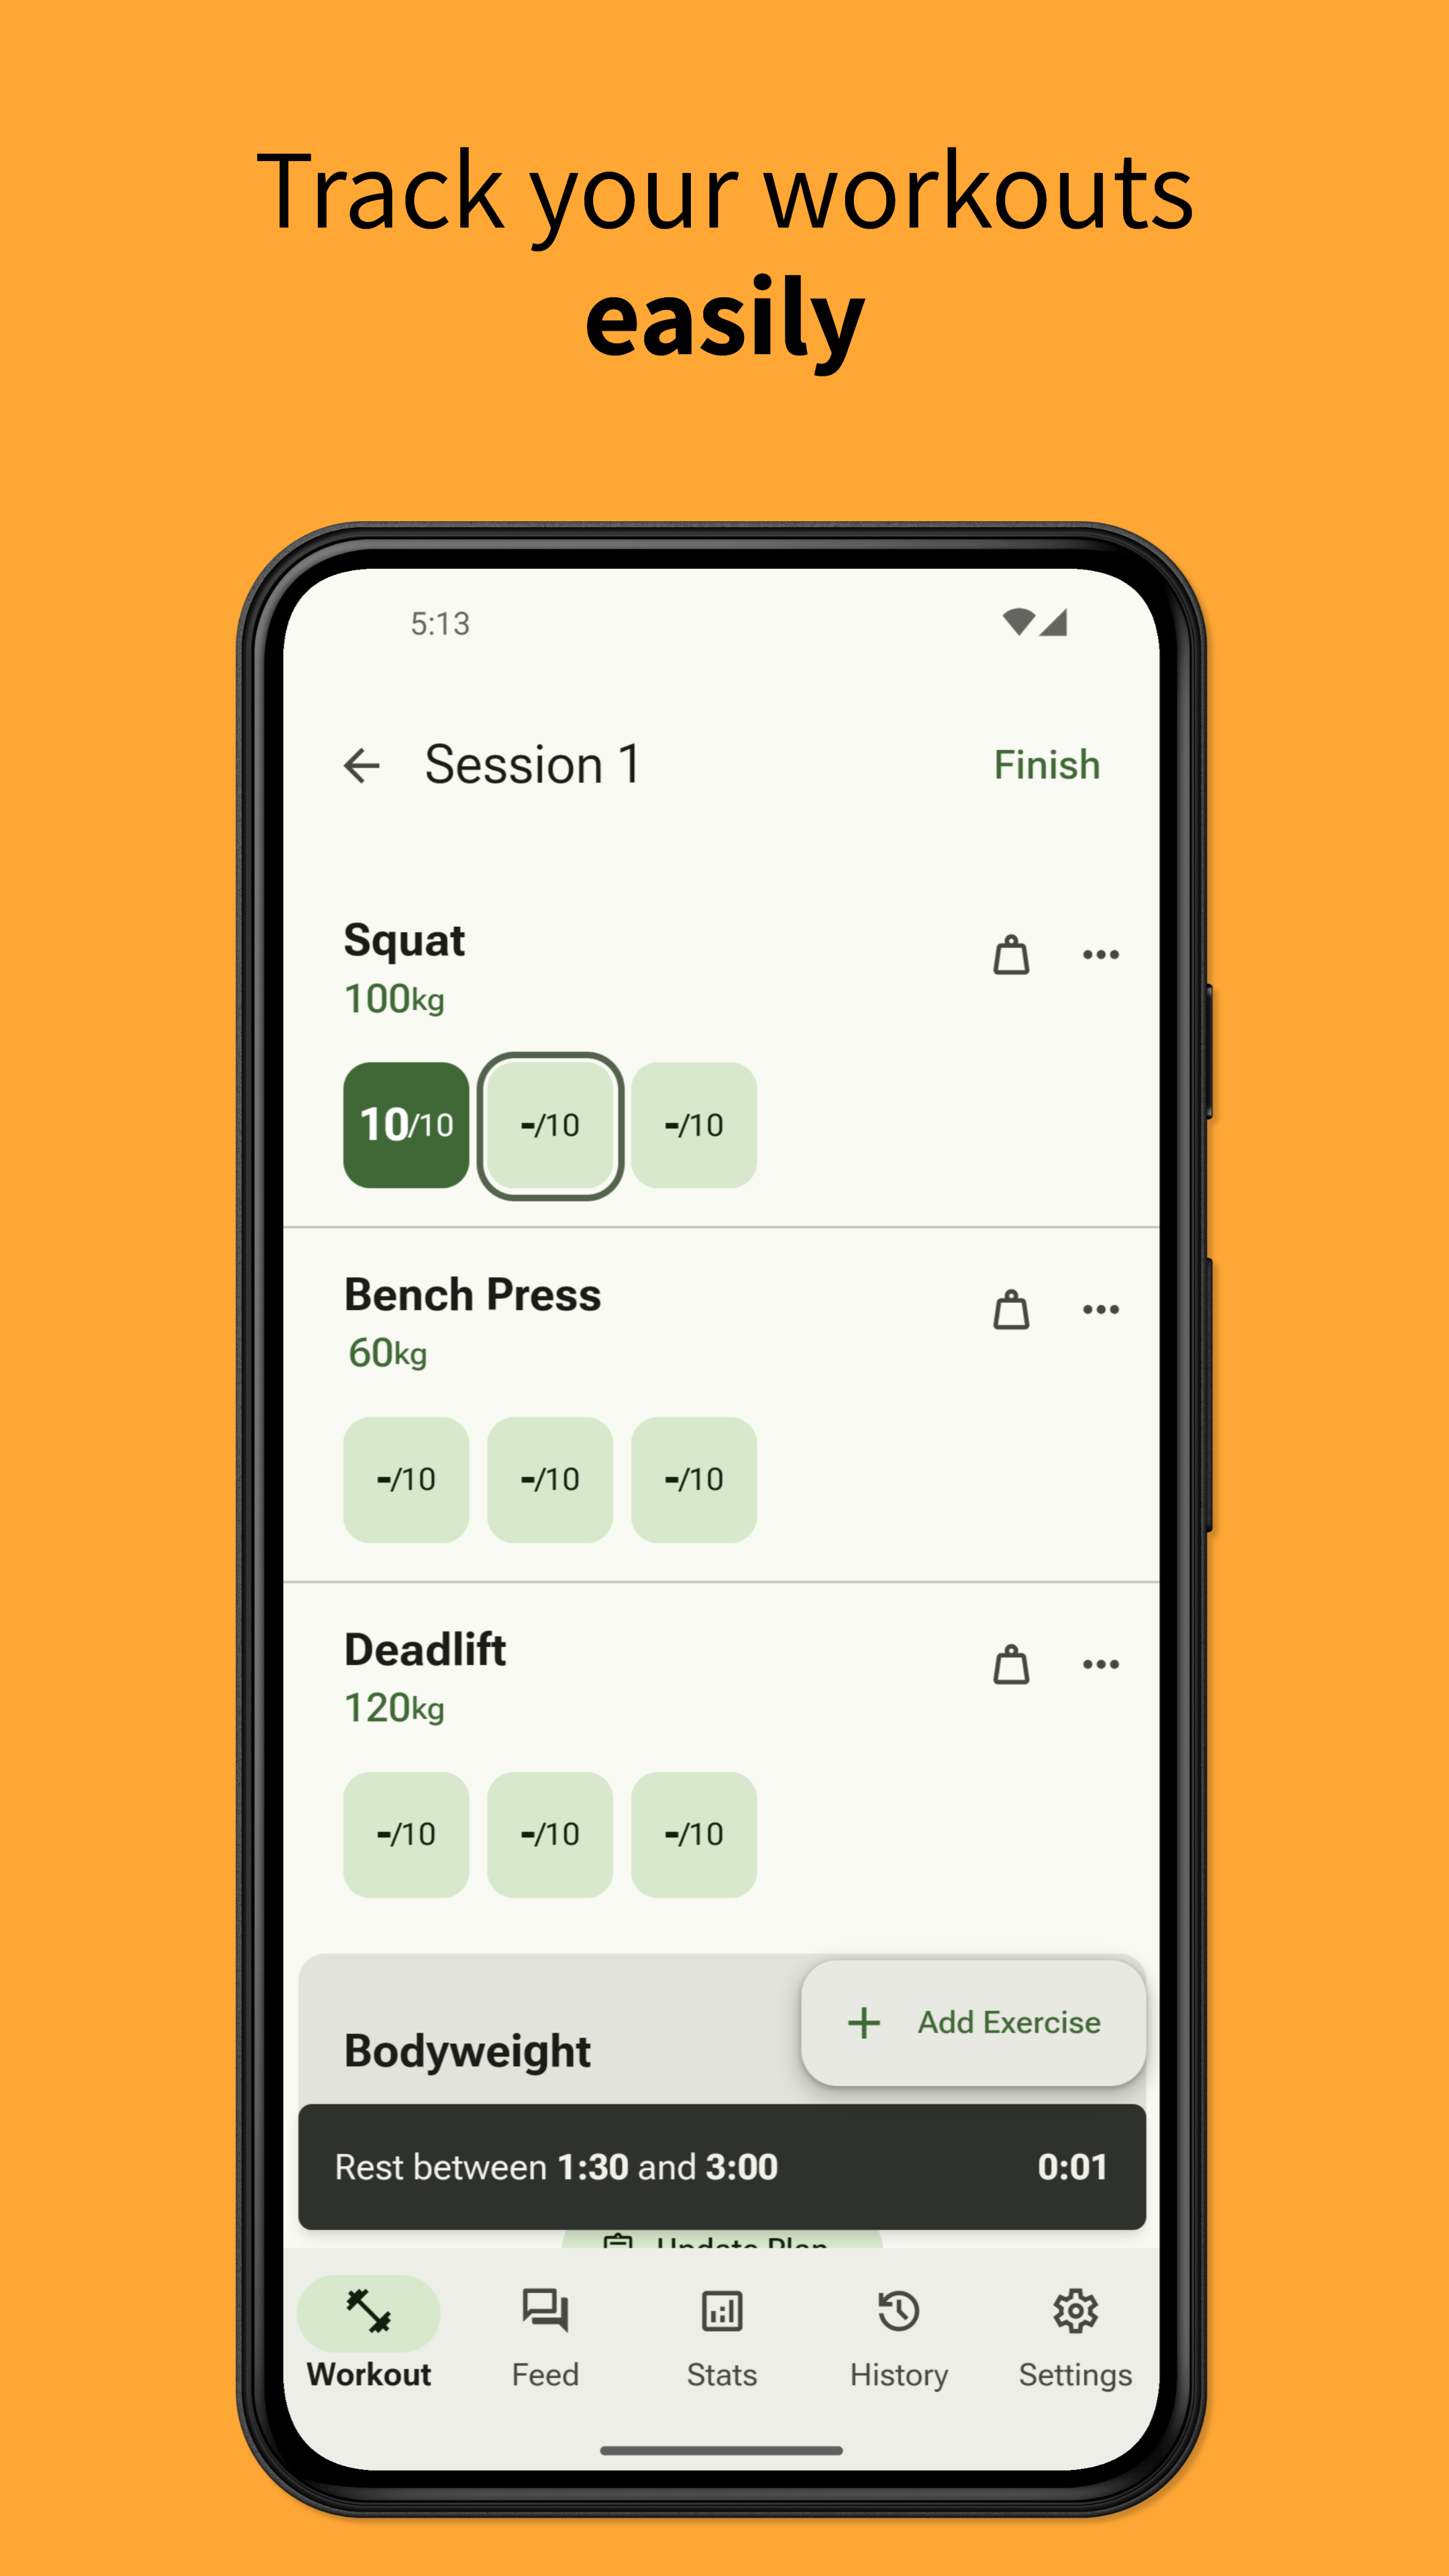 Track your workouts
easily
5:13
Session 1
Finish
Squat
100kg
10/10
-/10
-/10
Bench Press
60kg
-/10
-/10
-/10
Deadlift
120kg
-/10
-/10
-/10
Bodyweight
+ Add Exercise
Rest between 1:30 and 3:00
0:01
Update Plan
Workout
Feed
Stats
History
Settings